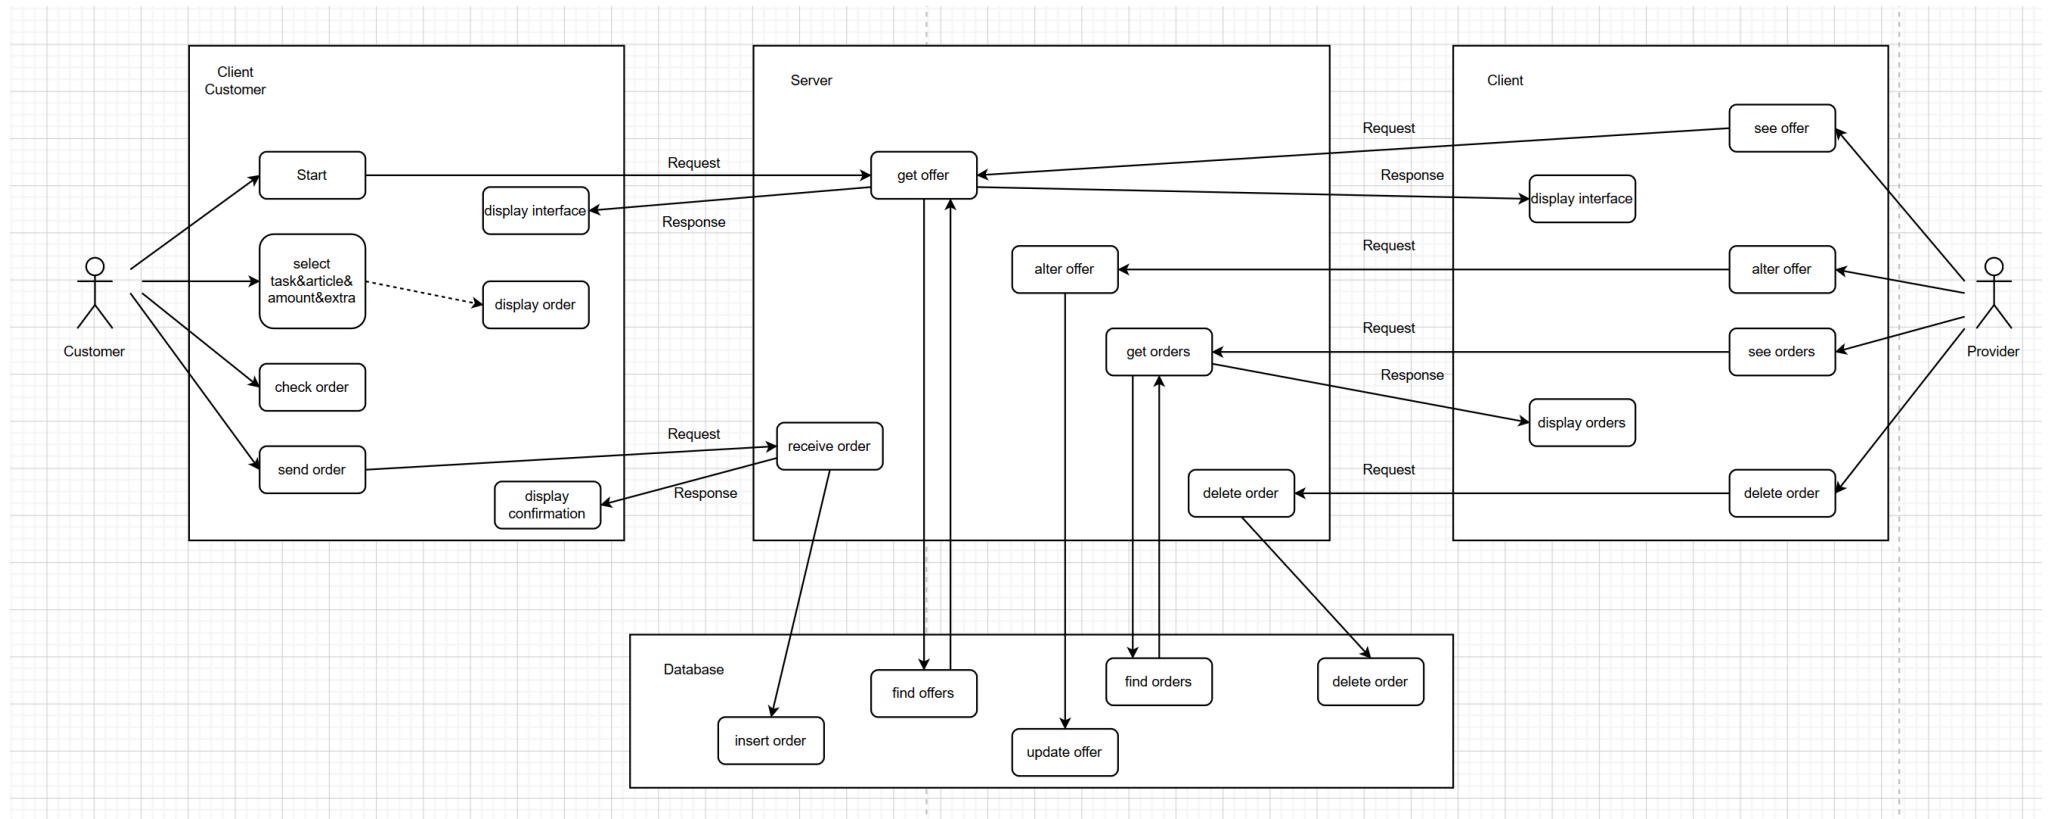 Client
Customer
Server
Client
see offer
Request
Start
Request
get offer
Response
display interface
display interface
Response
select
task&article&
amount&extra
display order
alter offer
Request
alter offer
Customer
check order
get orders
Request
see orders
Provider
Response
display orders
send order
Request
receive order
Response
display
confirmation
delete order
Request
delete order
Database
find offers
find orders
delete order
insert order
update offer